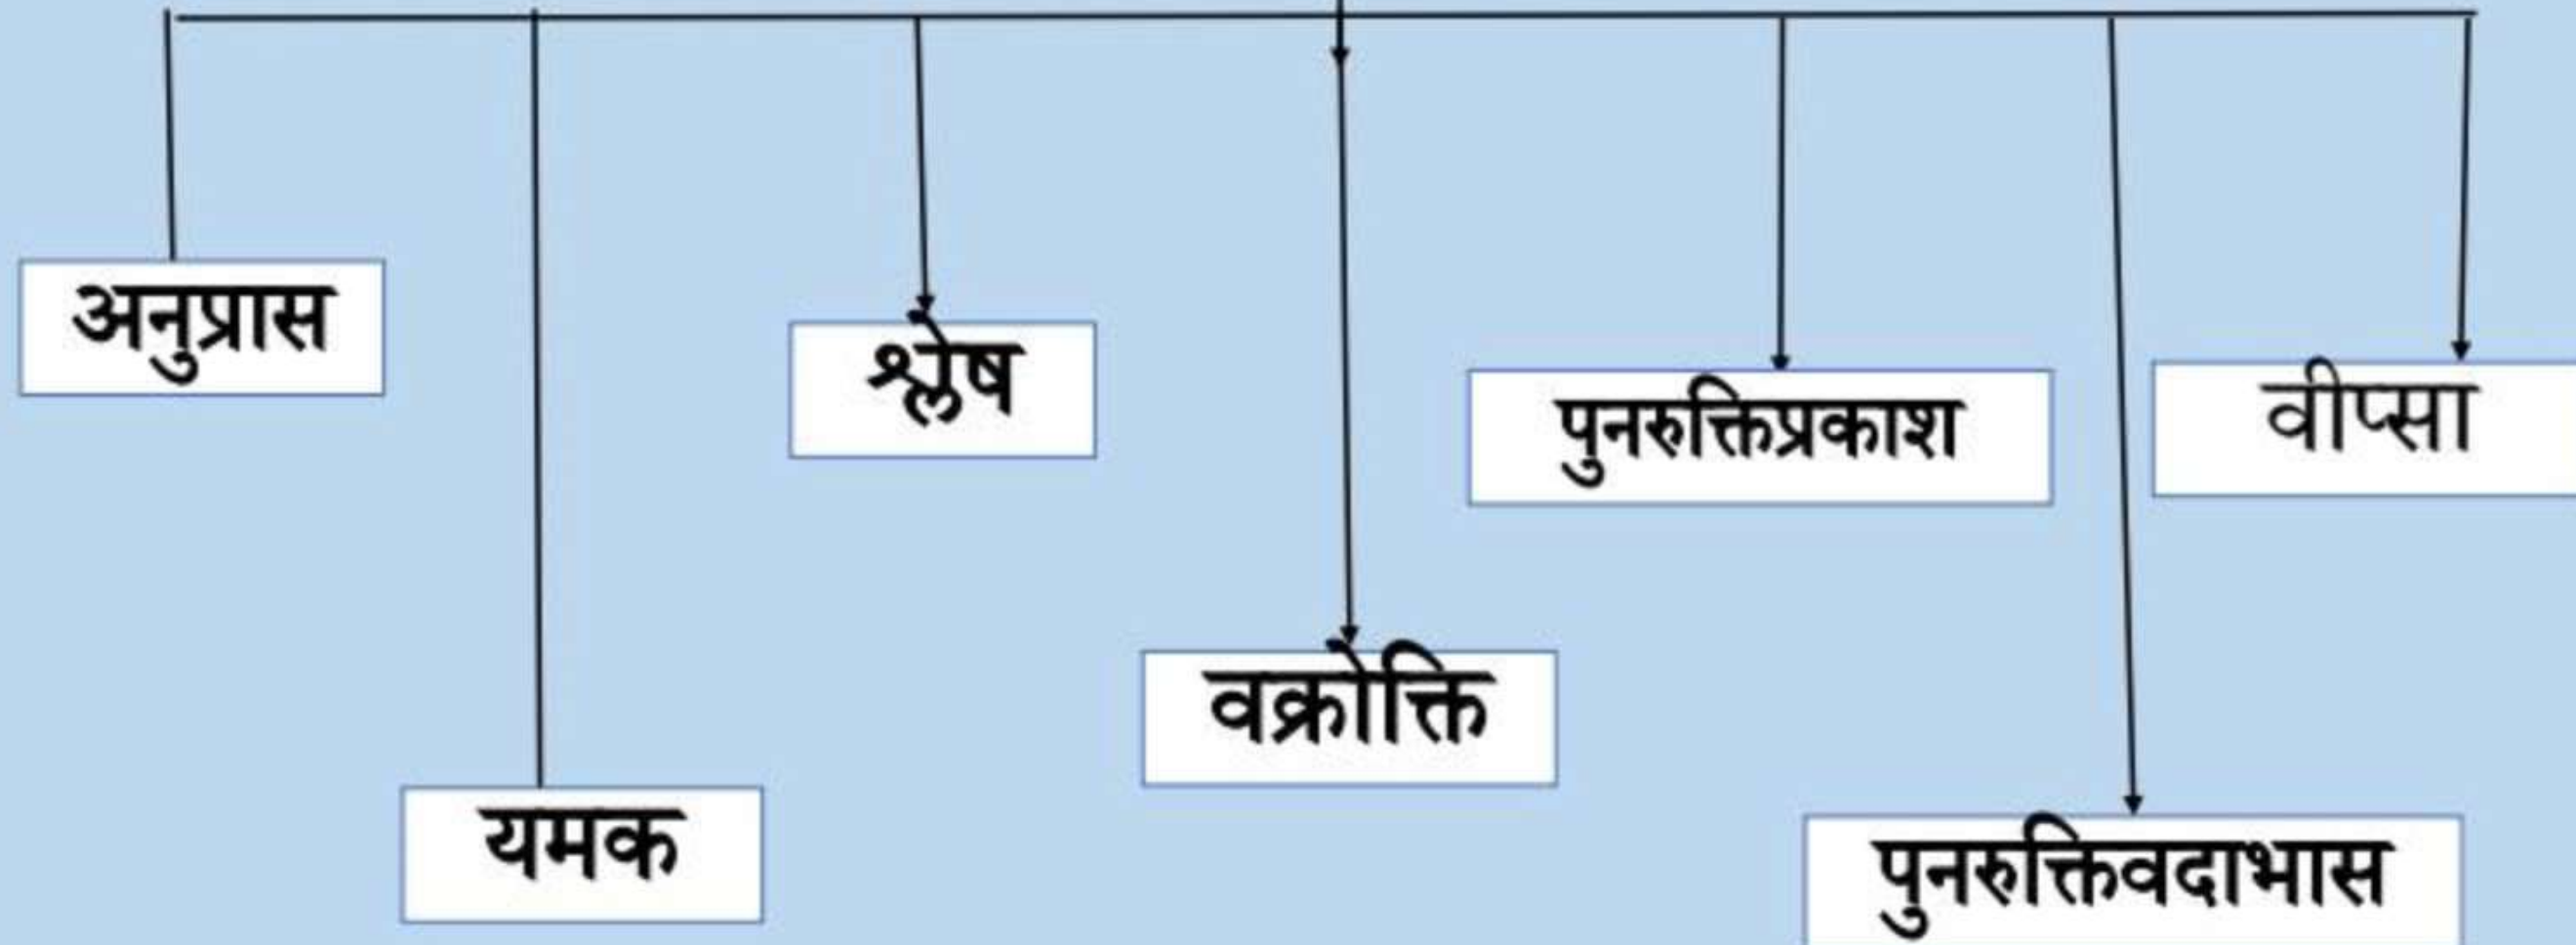 अनुप्रास
श्लेष
पुनरुक्तिप्रकाश
वीप्सा
वक्रोक्ति
यमक
पुनरुक्तिवदाभास